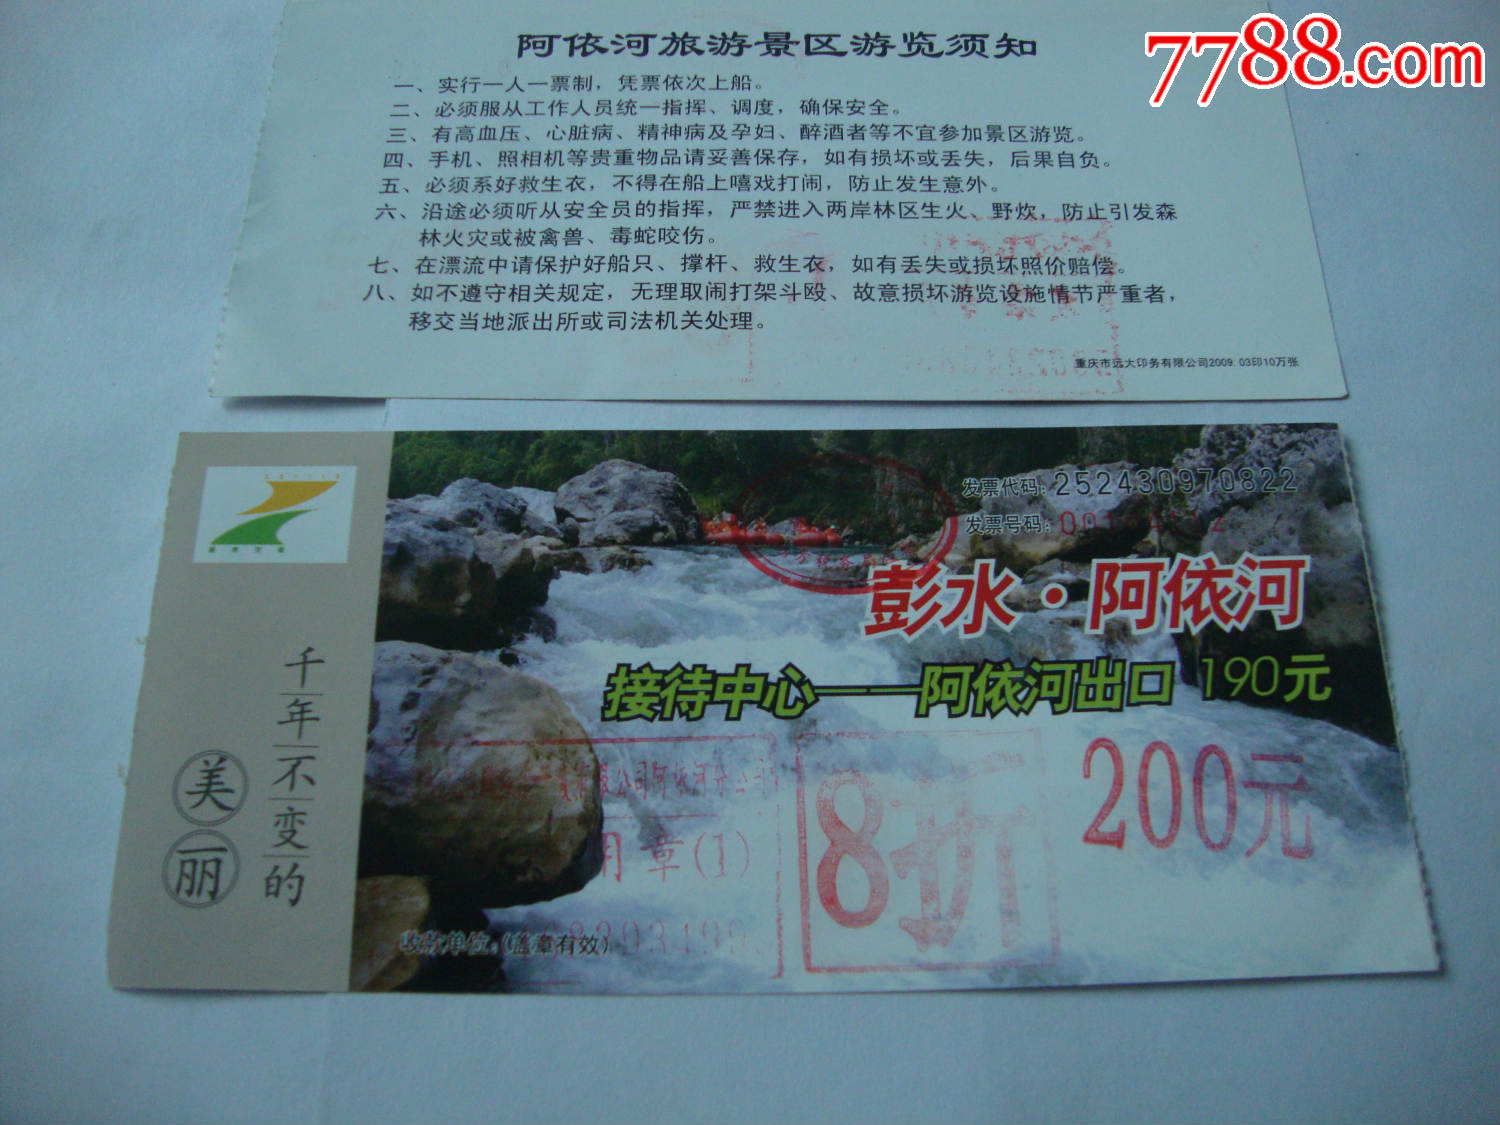 7788.com
阿依河旅游景区游览须知
一、实行一人一票制，凭票依次上船。
二、必须服从工作人员统一指挥、调度，确保安全。
三、有高血压、心脏病、精神病及孕妇、醉酒者等不宜参加景区游览。
四、手机、照相机等贵重物品请妥善保存，如有损坏或丢失，后果自负。
五、必须系好救生衣，不得在船上嘻戏打闹，防止发生意外。
六、沿途必须听从安全员的指挥，严禁进入两岸林区生火、野炊，防止引发森
林火灾或被禽兽、毒蛇咬伤。
七、在漂流中请保护好船只、撑杆、救生衣，如有丢失或损坏照价赔偿。
八、如不遵守相关规定，无理取闹打架斗殴、故意损坏游览设施情节严重者，
移交当地派出所或司法机关处理。
重庆市远大印务有限公司2009.03印10万张
千年不变的
美丽
发票代码：252430970822
发票号码：
彭水·阿依河
接待中心——阿依河出口 190元
200元
8折
公司阿依河分公司
章(1)
收款单位：(盖章有效)